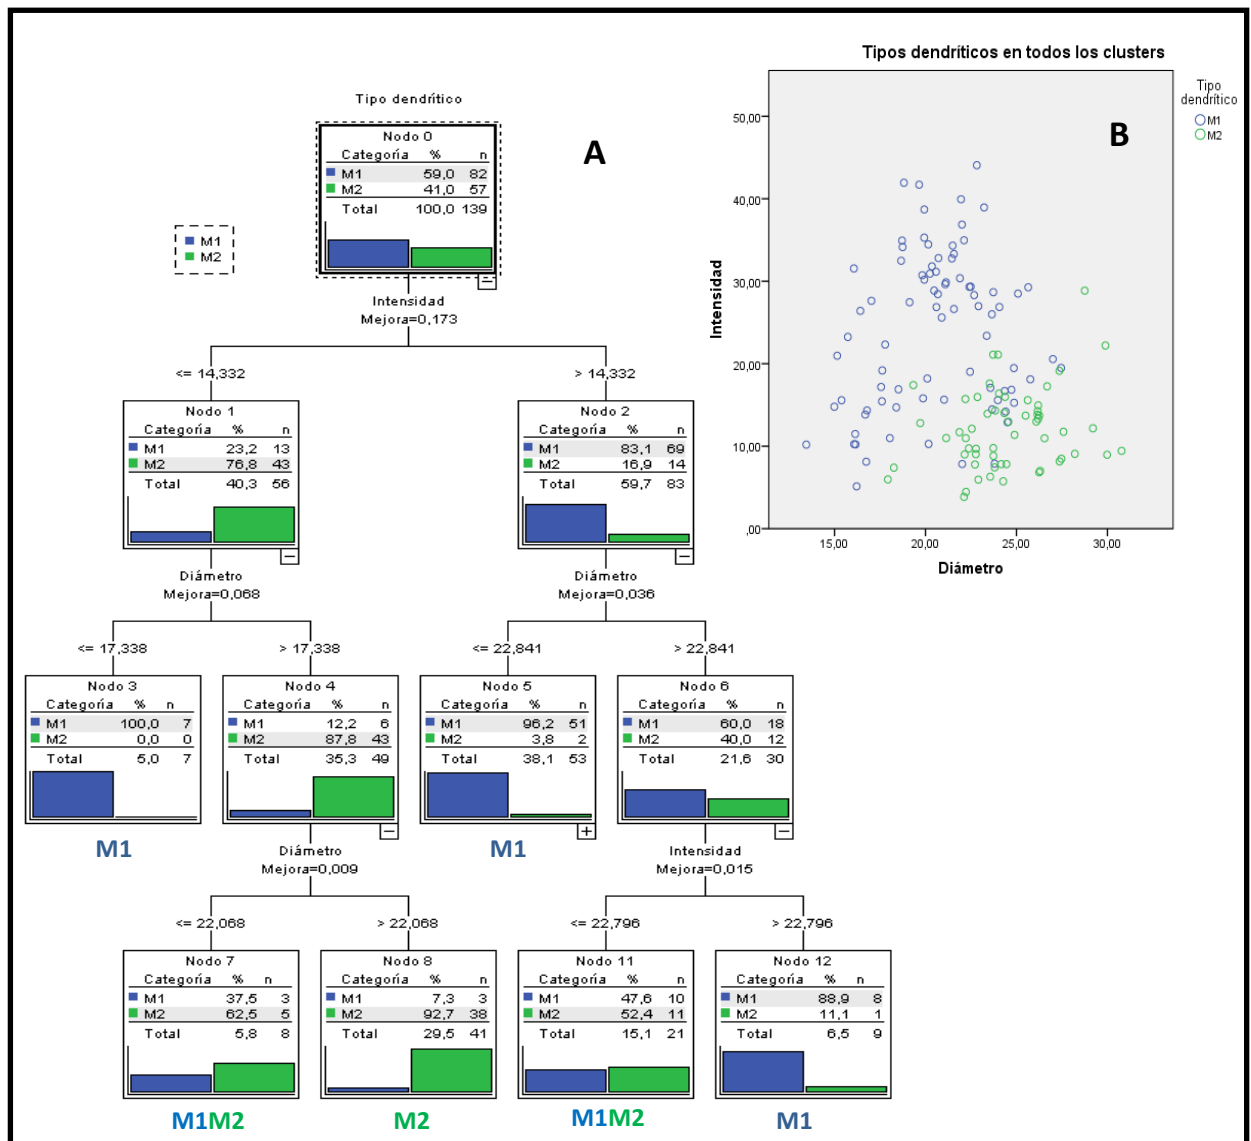 Tipo dendrítico
Nodo 0
Categoría % n
M1 59,0 82
M2 41,0 57
Total 100,0 139
M1
M2
A
Intensidad
Mejora=0,173
<= 14,332
> 14,332
Nodo 1
Categoría % n
M1 23,2 13
M2 76,8 43
Total 40,3 56
Nodo 2
Categoría % n
M1 83,1 69
M2 16,9 14
Total 59,7 83
Diámetro
Mejora=0,068
Diámetro
Mejora=0,036
<= 17,338
> 17,338
<= 22,841
> 22,841
Nodo 3
Categoría % n
M1 100,0 7
M2 0,0 0
Total 5,0 7
Nodo 4
Categoría % n
M1 12,2 6
M2 87,8 43
Total 35,3 49
Nodo 5
Categoría % n
M1 96,2 51
M2 3,8 2
Total 38,1 53
Nodo 6
Categoría % n
M1 60,0 18
M2 40,0 12
Total 21,6 30
M1
M1
Diámetro
Mejora=0,009
Intensidad
Mejora=0,015
<= 22,068
> 22,068
<= 22,796
> 22,796
Nodo 7
Categoría % n
M1 37,5 3
M2 62,5 5
Total 5,8 8
Nodo 8
Categoría % n
M1 7,3 3
M2 92,7 38
Total 29,5 41
Nodo 11
Categoría % n
M1 47,6 10
M2 52,4 11
Total 15,1 21
Nodo 12
Categoría % n
M1 88,9 8
M2 11,1 1
Total 6,5 9
M1M2
M2
M1M2
M1
Tipos dendríticos en todos los clusters
B
Tipo
dendrítico
M1
M2
Intensidad
50,00
40,00
30,00
20,00
10,00
,00
15,00 20,00 25,00 30,00
Diámetro